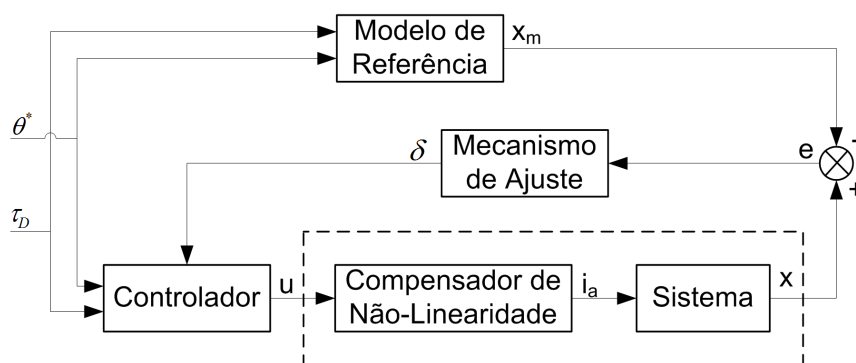 Modelo de
Referência
x_m
θ*
δ
Mecanismo
de Ajuste
e
-
+
τ_D
Controlador
u
Compensador de
Não-Linearidade
i_a
Sistema
x